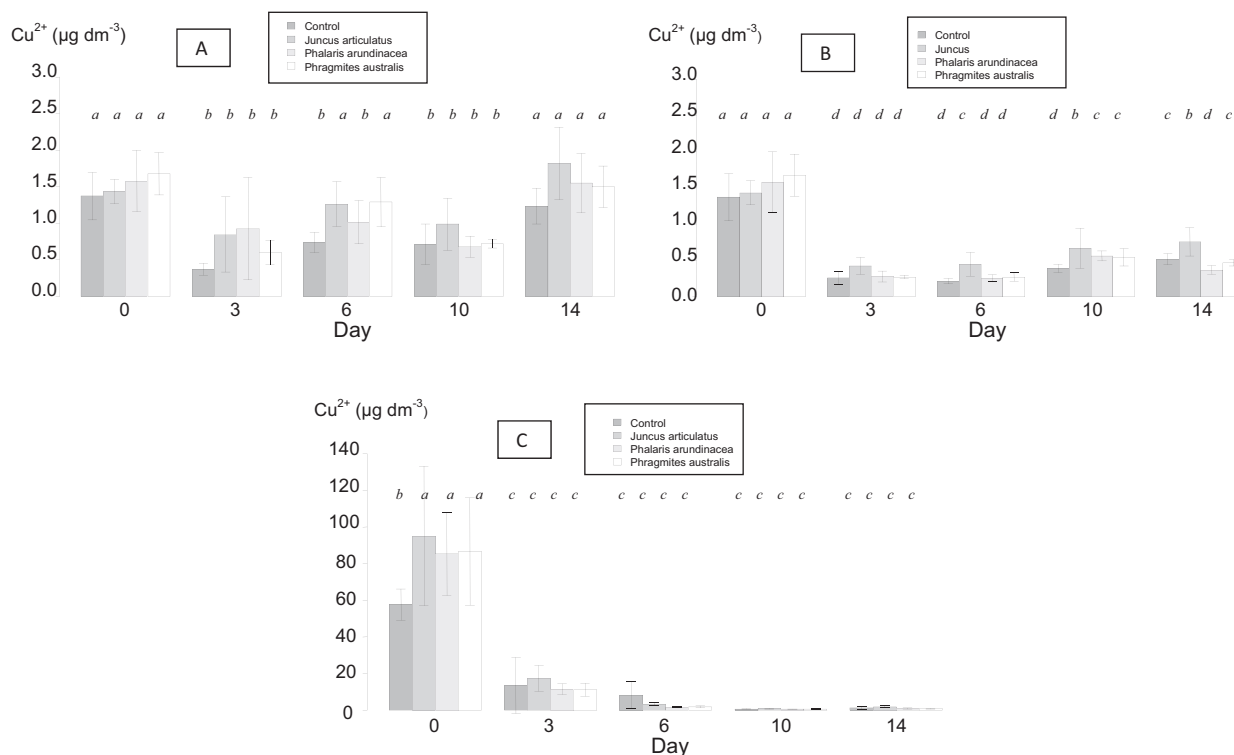 Cu2+ (µg dm-3)
A
Control
Juncus articulatus
Phalaris arundinacea
Phragmites australis
3.0
2.5
2.0
1.5
1.0
0.5
0.0
a a a a b b b b b a b a b b b b a a a a
0 3 6 10 14
Day
Cu2+ (µg dm-3)
B
Control
Juncus
Phalaris arundinacea
Phragmites australis
3.0
2.5
2.0
1.5
1.0
0.5
0.0
a a a a d d d d d c d d d b c c c b d c
0 3 6 10 14
Day
Cu2+ (µg dm-3)
C
Control
Juncus articulatus
Phalaris arundinacea
Phragmites australis
140
120
100
80
60
40
20
0
b a a a c c c c c c c c c c c c c c c c
0 3 6 10 14
Day